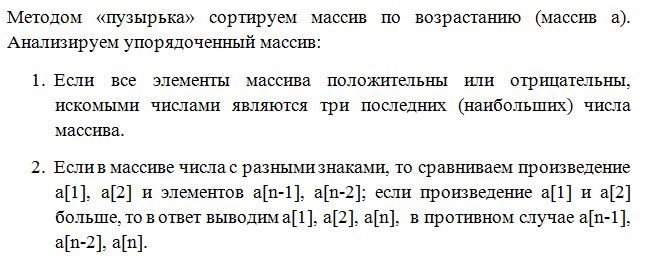 Методом «пузырька» сортируем массив по возрастанию (массив а).
Анализируем упорядоченный массив:
1. Если все элементы массива положительны или отрицательны,
искомыми числами являются три последних (наибольших) числа
массива.
2. Если в массиве числа с разными знаками, то сравниваем произведение
a[1], a[2] и элементов a[n-1], a[n-2]; если произведение a[1] и a[2]
больше, то в ответ выводим a[1], a[2], a[n], в противном случае a[n-1],
a[n-2], a[n].